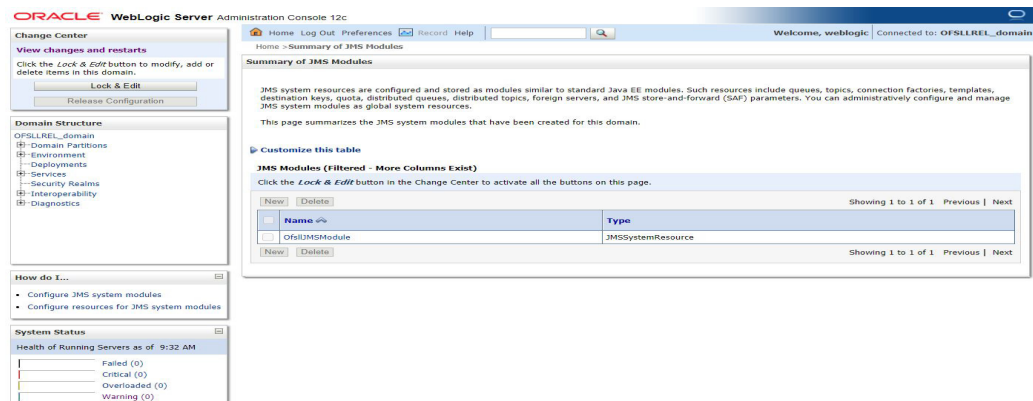 ORACLE WebLogic Server Administration Console 12c
Change Center
View changes and restarts
Click the Lock & Edit button to modify, add or
delete items in this domain.
Lock & Edit
Release Configuration
Domain Structure
OFSLLREL_domain
Domain Partitions
Environment
Deployments
Services
Security Realms
Interoperability
Diagnostics
How do I...
Configure JMS system modules
Configure resources for JMS system modules
System Status
Health of Running Servers as of 9:32 AM
Failed (0)
Critical (0)
Overloaded (0)
Warning (0)
Home Log Out Preferences Record Help
Welcome, weblogic Connected to: OFSLLREL_domain
Home >Summary of JMS Modules
Summary of JMS Modules
JMS system resources are configured and stored as modules similar to standard Java EE modules. Such resources include queues, topics, connection factories, templates,
destination keys, quota, distributed queues, distributed topics, foreign servers, and JMS store-and-forward (SAF) parameters. You can administratively configure and manage
JMS system modules as global system resources.
This page summarizes the JMS system modules that have been created for this domain.
Customize this table
JMS Modules (Filtered - More Columns Exist)
Click the Lock & Edit button in the Change Center to activate all the buttons on this page.
New Delete Showing 1 to 1 of 1 Previous | Next
Name Type
OfsllJMSModule JMSSystemResource
New Delete Showing 1 to 1 of 1 Previous | Next